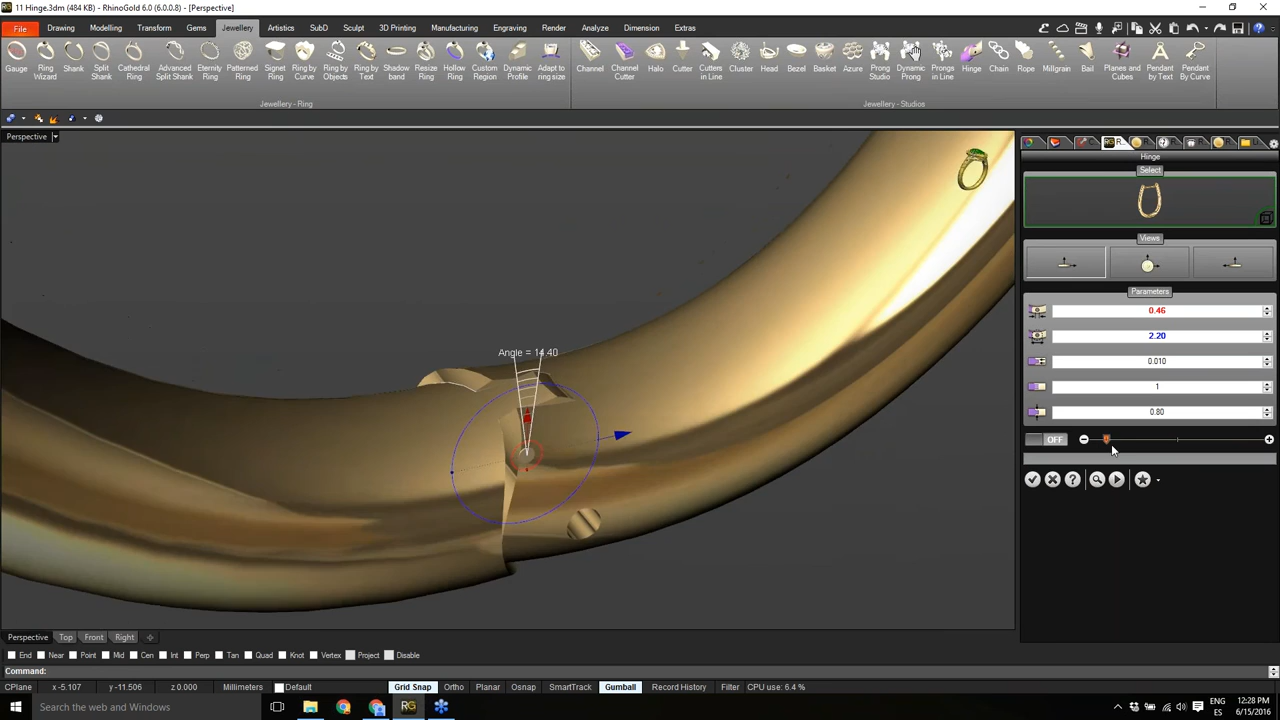 11 Hinge.3dm (484 KB) - RhinoGold 6.0 (6.0.0.8) - [Perspective]
File Drawing Modelling Transform Gems Jewellery Artistics SubD Sculpt 3D Printing Manufacturing Engraving Render Analyze Dimension Extras
Gauge Ring Wizard Shank Split Shank Cathedral Ring Advanced Split Shank Eternity Ring Patterned Ring Signet Ring Ring by Curve Ring by Objects Ring by Text Shadow band Resize Ring Hollow Ring Custom Region Dynamic Profile Adapt to ring size Channel Channel Cutter Halo Cutter Cutters in Line Cluster Head Bezel Basket Azure Prong Studio Dynamic Prong Prongs in Line Hinge Chain Rope Millgrain Bail Planes and Cubes Pendant by Text Pendant By Curve
Jewellery - Ring Jewellery - Studios
Perspective
Hinge
Select
Views
Parameters
0.46
2.20
0.010
1
0.80
OFF
Angle = 14.40
Perspective Top Front Right
End Near Point Mid Cen Int Perp Tan Quad Knot Vertex Project Disable
Command:
CPlane x -5.107 y -11.506 z 0.000 Millimeters Default Grid Snap Ortho Planar Osnap SmartTrack Gumball Record History Filter CPU use: 6.4 %
Search the web and Windows
RG
ENG
ES
12:28 PM
6/15/2016